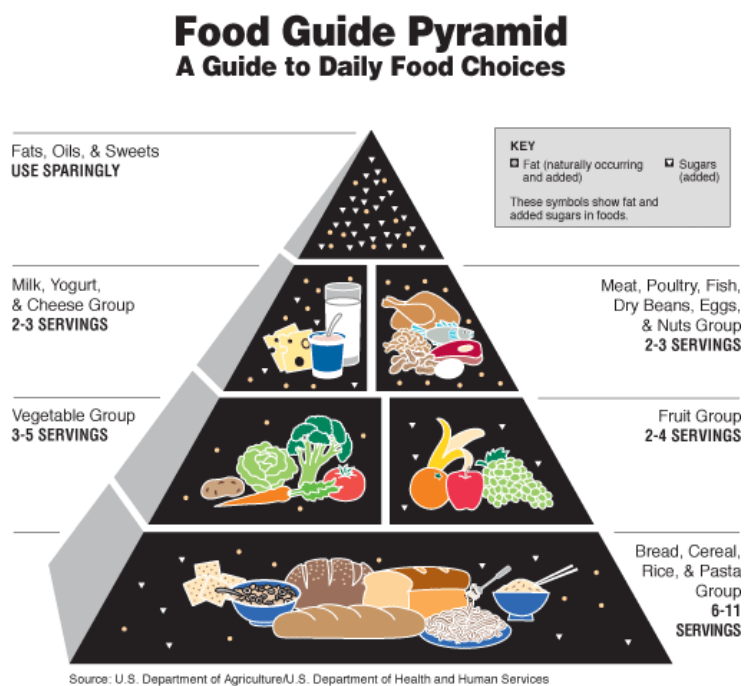 Food Guide Pyramid
A Guide to Daily Food Choices
Fats, Oils, & Sweets
USE SPARINGLY
KEY
Fat (naturally occurring
and added)
Sugars
(added)
These symbols show fat and
added sugars in foods.
Milk, Yogurt,
& Cheese Group
2-3 SERVINGS
Meat, Poultry, Fish,
Dry Beans, Eggs,
& Nuts Group
2-3 SERVINGS
Vegetable Group
3-5 SERVINGS
Fruit Group
2-4 SERVINGS
Bread, Cereal,
Rice, & Pasta
Group
6-11
SERVINGS
Source: U.S. Department of Agriculture/U.S. Department of Health and Human Services